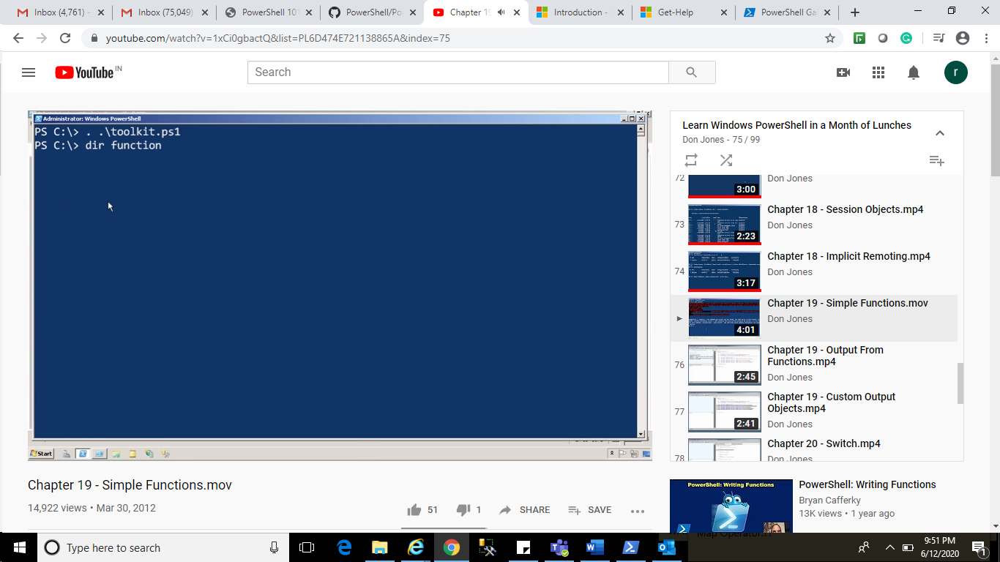 Inbox (4,761) -
Inbox (75,049)
PowerShell 101
PowerShell/Po
Chapter 19
Introduction -
Get-Help
PowerShell Ga
youtube.com/watch?v=1xCi0gbactQ&list=PL6D474E721138865A&index=75
YouTube IN
Search
r
Administrator: Windows PowerShell
PS C:\> . .\toolkit.ps1
PS C:\> dir function
Start
Chapter 19 - Simple Functions.mov
14,922 views • Mar 30, 2012
51
1
SHARE
SAVE
Learn Windows PowerShell in a Month of Lunches
Don Jones - 75 / 99
72
3:00
Don Jones
73
2:23
Chapter 18 - Session Objects.mp4
Don Jones
74
3:17
Chapter 18 - Implicit Remoting.mp4
Don Jones
4:01
Chapter 19 - Simple Functions.mov
Don Jones
76
2:45
Chapter 19 - Output From
Functions.mp4
Don Jones
77
2:41
Chapter 19 - Custom Output
Objects.mp4
Don Jones
78
Chapter 20 - Switch.mp4
Don Jones
PowerShell: Writing Functions
PowerShell: Writing Functions
Bryan Cafferky
13K views • 1 year ago
Type here to search
9:51 PM
6/12/2020
1